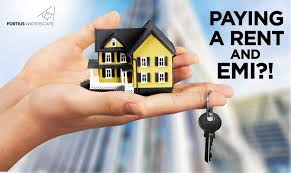 FORTIUS WATERSCAPE
PAYING
A RENT
AND
EMI?!